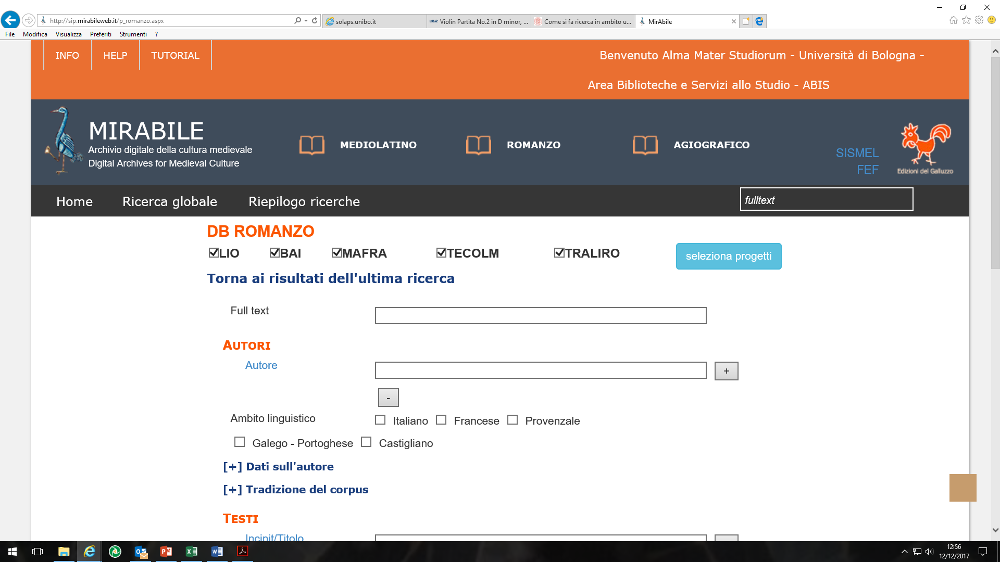 http://sip.mirabileweb.it/p_romanzo.aspx
solaps.unibo.it
IMSLP Violin Partita No.2 in D minor, ...
Come si fa ricerca in ambito u...
MirAbile
File Modifica Visualizza Preferiti Strumenti ?
INFO HELP TUTORIAL
Benvenuto Alma Mater Studiorum - Università di Bologna -
Area Biblioteche e Servizi allo Studio - ABIS
MIRABILE
Archivio digitale della cultura medievale
Digital Archives for Medieval Culture
MEDIOLATINO ROMANZO AGIOGRAFICO
SISMEL
FEF
Edizioni del Galluzzo
Home Ricerca globale Riepilogo ricerche fulltext
DB ROMANZO
LIO BAI MAFRA TECOLM TRALIRO seleziona progetti
Torna ai risultati dell'ultima ricerca
Full text
AUTORI
Autore +
-
Ambito linguistico Italiano Francese Provenzale
Galego - Portoghese Castigliano
[+] Dati sull'autore
[+] Tradizione del corpus
TESTI
Incipit/Titolo
12:56
12/12/2017